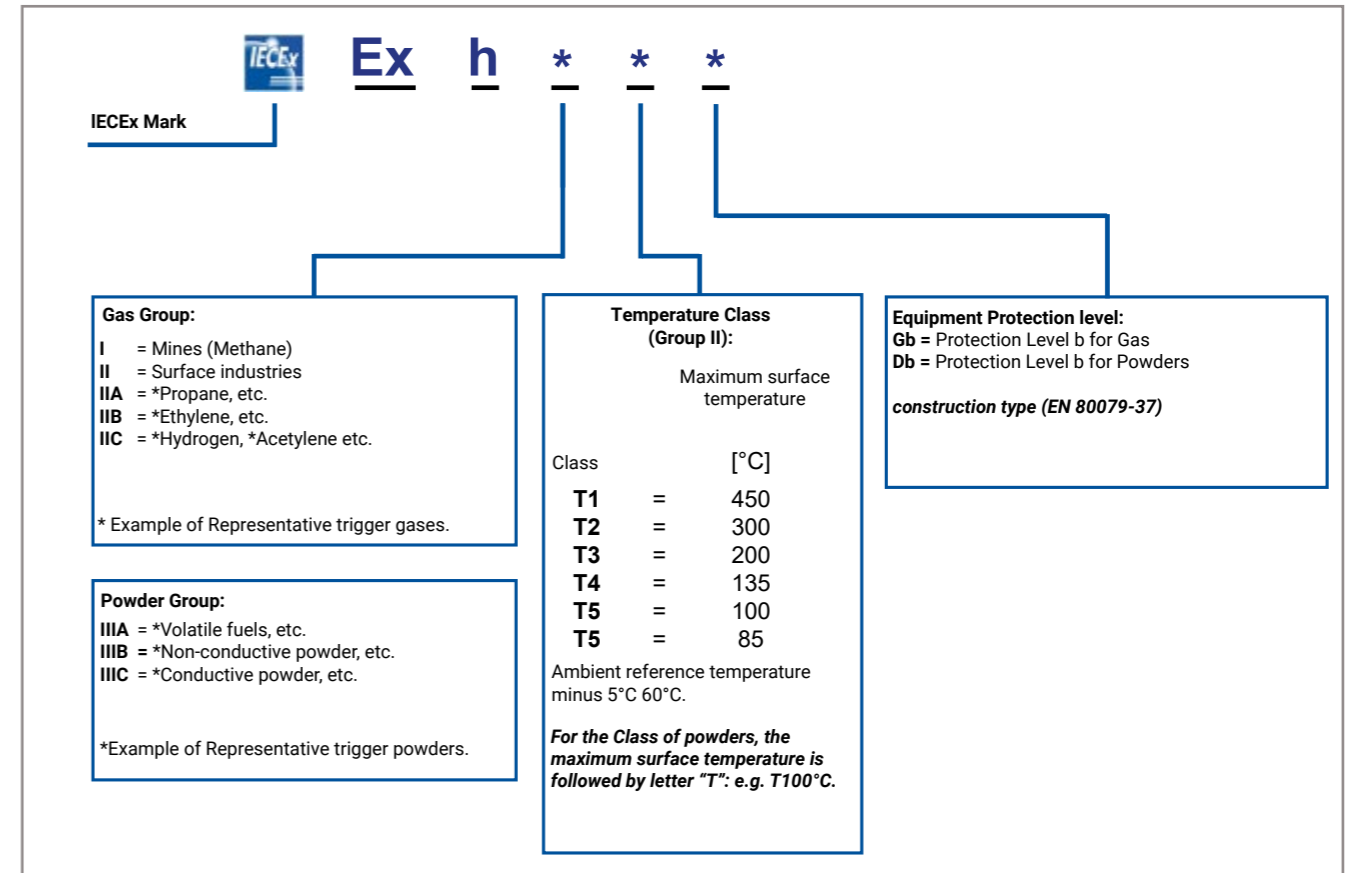 IECEx Ex h * * *
IECEx Mark
Gas Group:
I = Mines (Methane)
II = Surface industries
IIA = *Propane, etc.
IIB = *Ethylene, etc.
IIC = *Hydrogen, *Acetylene etc.
* Example of Representative trigger gases.
Powder Group:
IIIA = *Volatile fuels, etc.
IIIB = *Non-conductive powder, etc.
IIIC = *Conductive powder, etc.
*Example of Representative trigger powders.
Temperature Class
(Group II):
Maximum surface
temperature
Class [°C]
T1 = 450
T2 = 300
T3 = 200
T4 = 135
T5 = 100
T5 = 85
Ambient reference temperature
minus 5°C 60°C.
For the Class of powders, the
maximum surface temperature is
followed by letter “T”: e.g. T100°C.
Equipment Protection level:
Gb = Protection Level b for Gas
Db = Protection Level b for Powders
construction type (EN 80079-37)